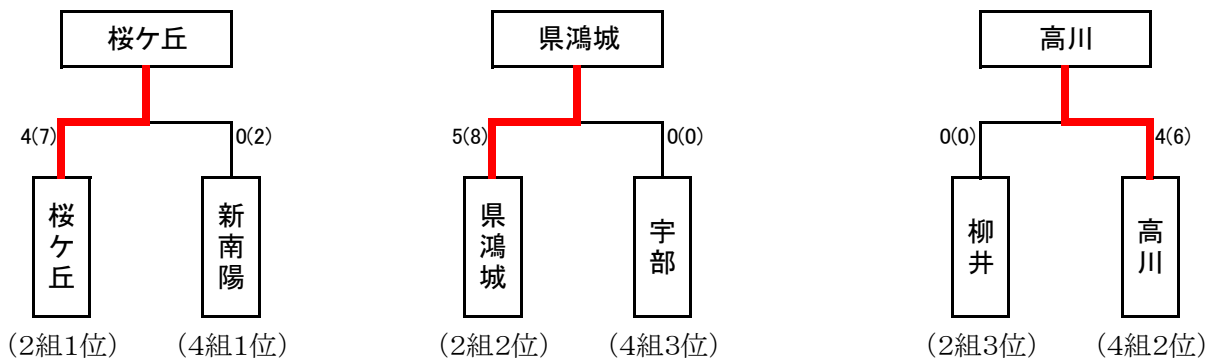 桜ケ丘 県鴻城 高川
4(7) 0(2) 5(8) 0(0) 0(0) 4(6)
桜ケ丘 新南陽 県鴻城 宇部 柳井 高川
(2組1位) (4組1位) (2組2位) (4組3位) (2組3位) (4組2位)